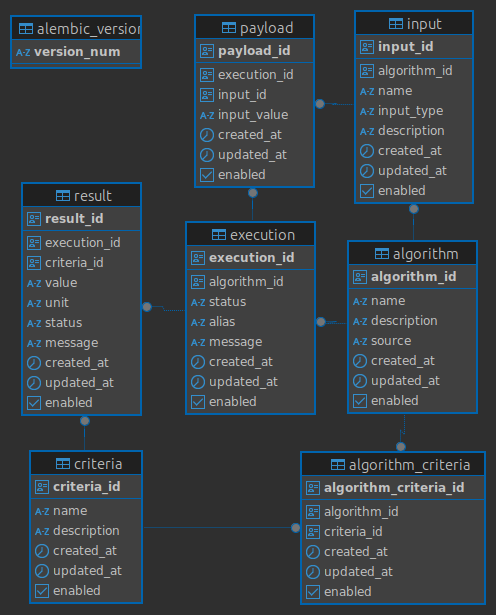 alembic_version
version_num
payload
payload_id
execution_id
input_id
input_value
created_at
updated_at
enabled
input
input_id
algorithm_id
name
input_type
description
created_at
updated_at
enabled
result
result_id
execution_id
criteria_id
value
unit
status
message
created_at
updated_at
enabled
execution
execution_id
algorithm_id
status
alias
message
created_at
updated_at
enabled
algorithm
algorithm_id
name
description
source
created_at
updated_at
enabled
criteria
criteria_id
name
description
created_at
updated_at
enabled
algorithm_criteria
algorithm_criteria_id
algorithm_id
criteria_id
created_at
updated_at
enabled